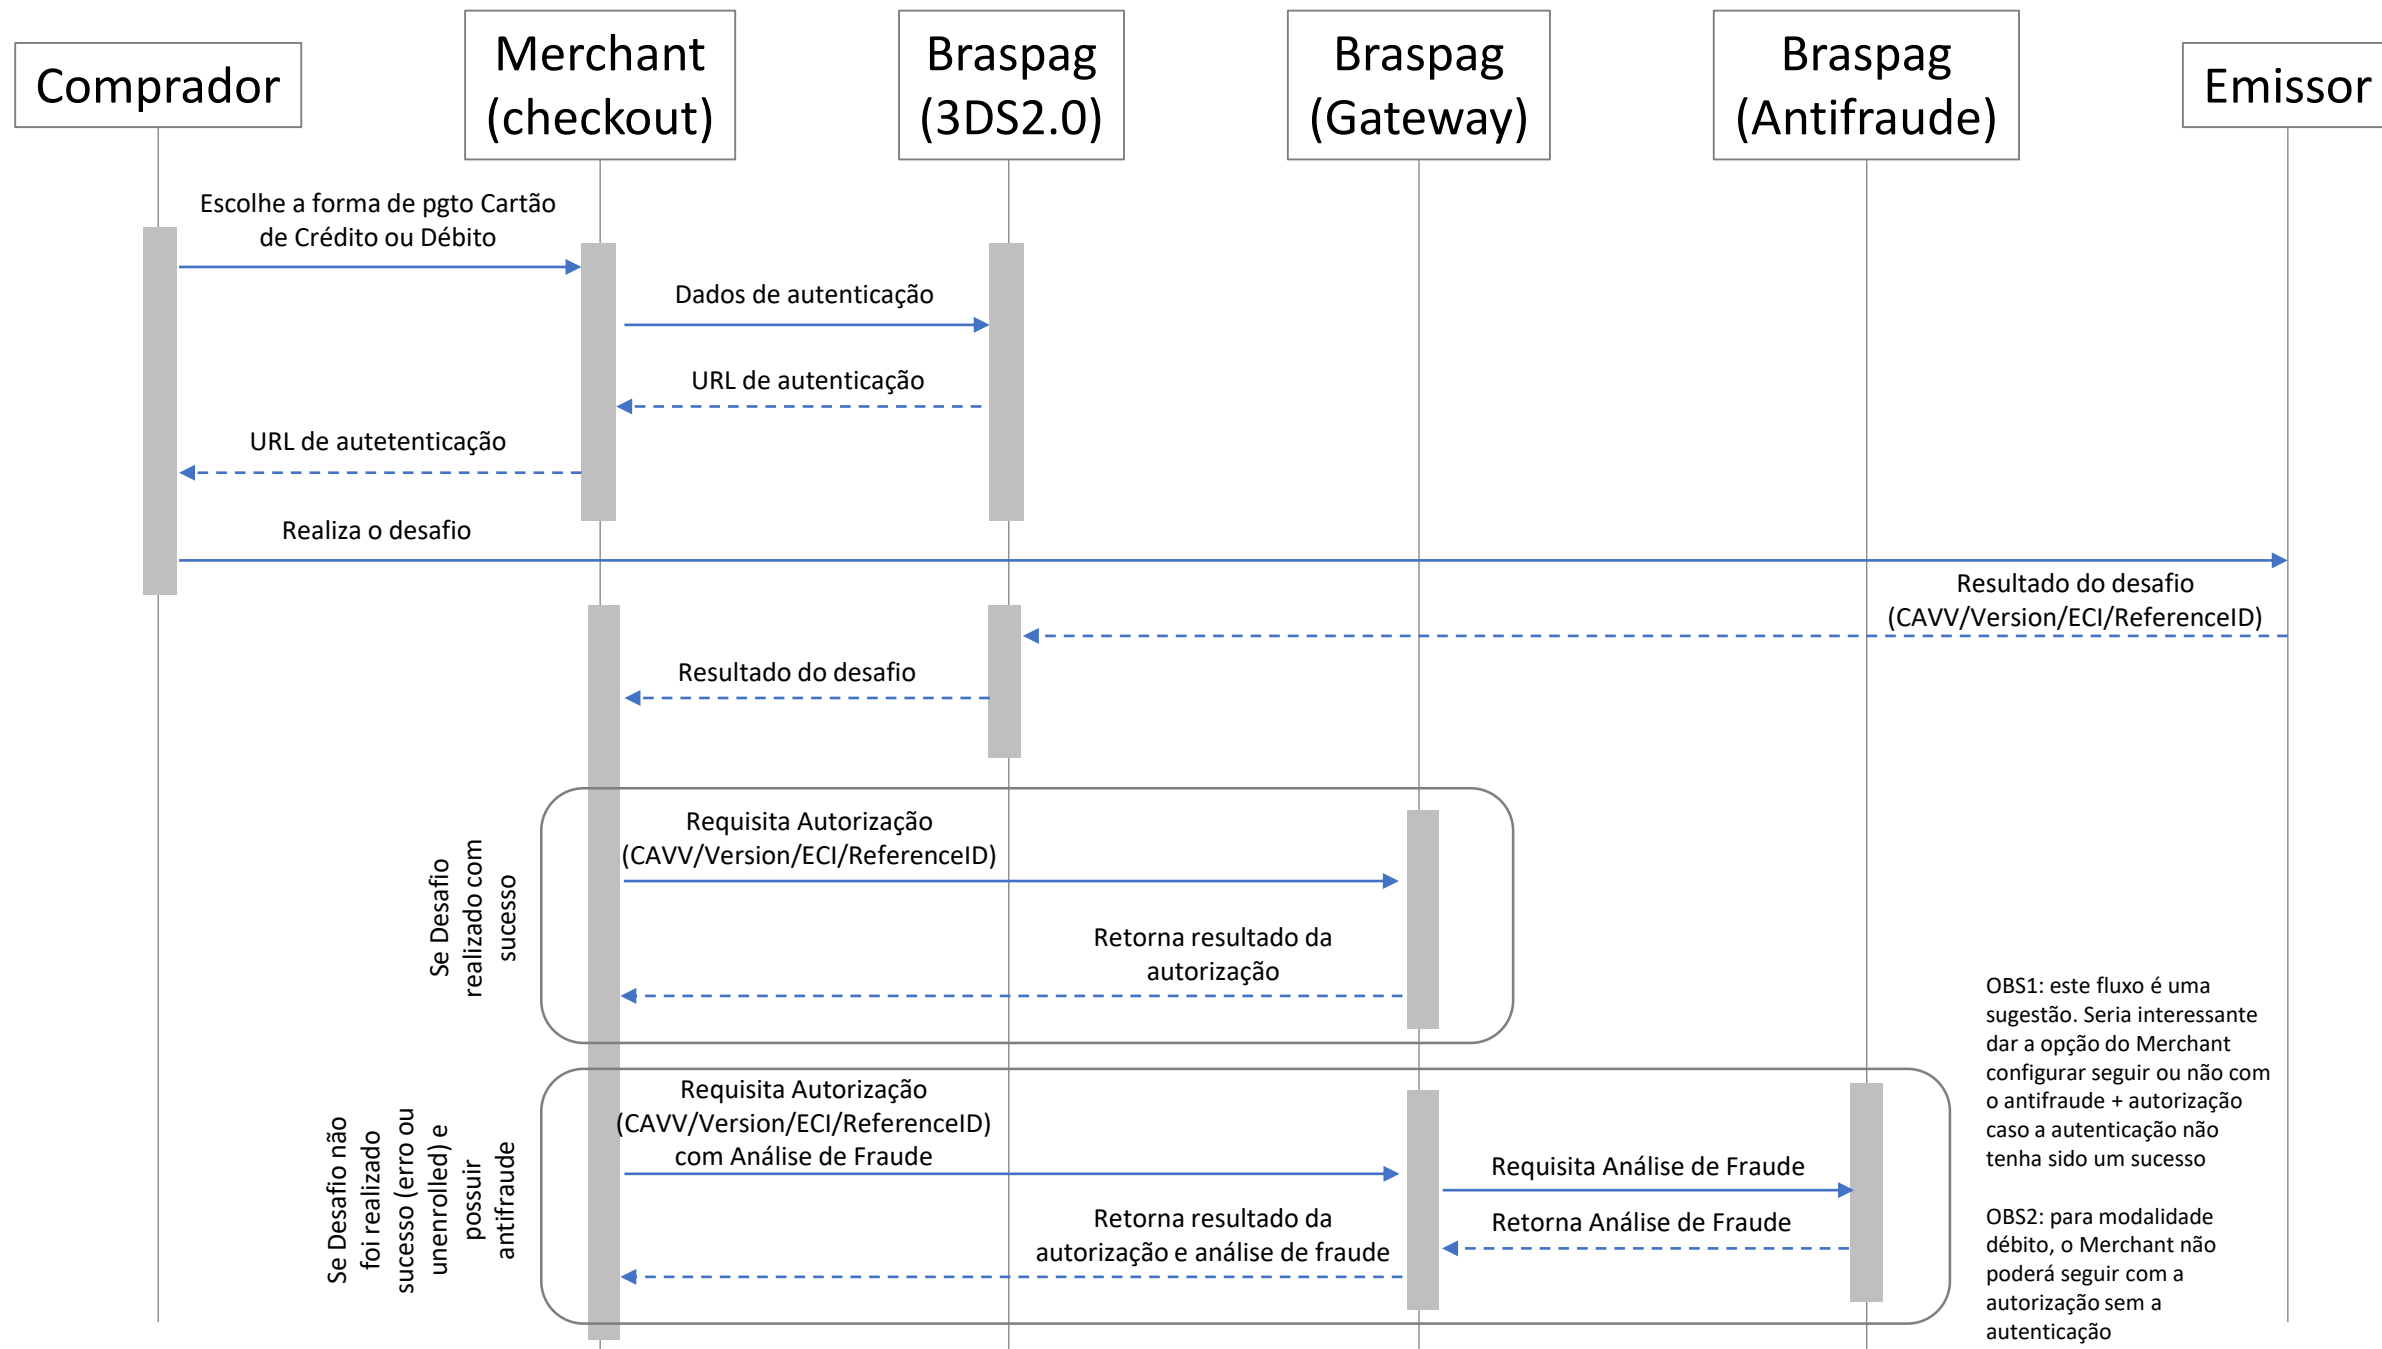 Comprador
Merchant
(checkout)
Braspag
(3DS2.0)
Braspag
(Gateway)
Braspag
(Antifraude)
Emissor
Escolhe a forma de pgto Cartão
de Crédito ou Débito
Dados de autenticação
URL de autenticação
URL de autetenticação
Realiza o desafio
Resultado do desafio
(CAVV/Version/ECI/ReferenceID)
Resultado do desafio
Se Desafio
realizado com
sucesso
Requisita Autorização
(CAVV/Version/ECI/ReferenceID)
Retorna resultado da
autorização
Se Desafio não
foi realizado
sucesso (erro ou
unenrolled) e
possuir
antifraude
Requisita Autorização
(CAVV/Version/ECI/ReferenceID)
com Análise de Fraude
Requisita Análise de Fraude
Retorna Análise de Fraude
Retorna resultado da
autorização e análise de fraude
OBS1: este fluxo é uma
sugestão. Seria interessante
dar a opção do Merchant
configurar seguir ou não com
o antifraude + autorização
caso a autenticação não
tenha sido um sucesso
OBS2: para modalidade
débito, o Merchant não
poderá seguir com a
autorização sem a
autenticação